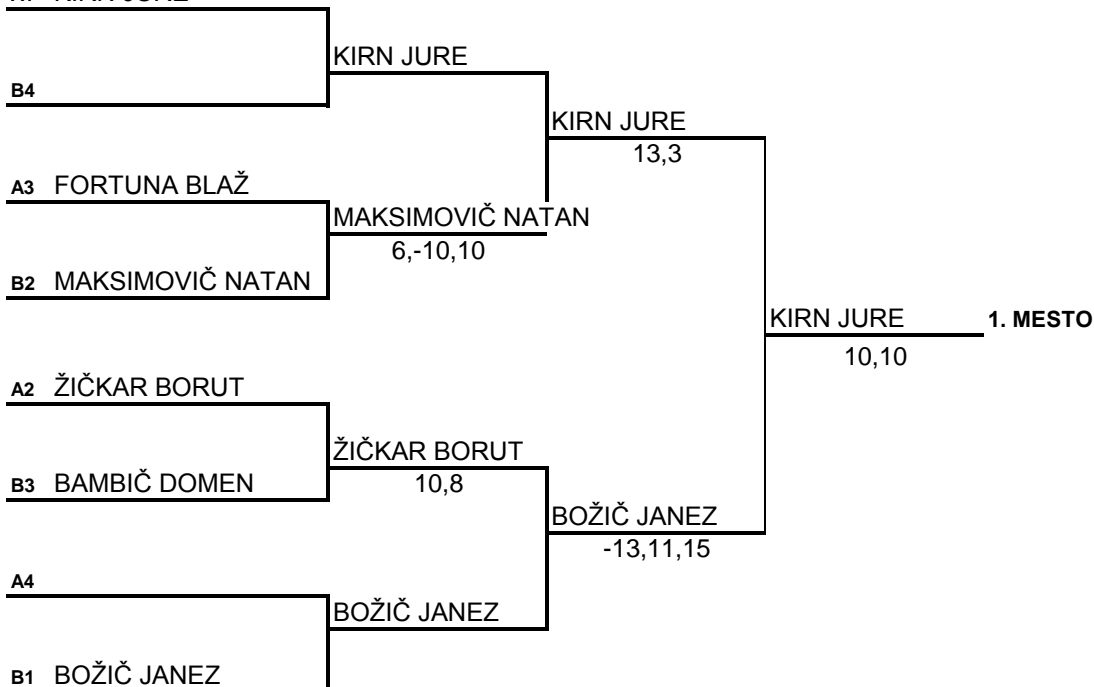 KIRN JURE
B4
KIRN JURE
13,3
A3 FORTUNA BLAŽ
MAKSIMOVIČ NATAN
6,-10,10
B2 MAKSIMOVIČ NATAN
KIRN JURE 1. MESTO
10,10
A2 ŽIČKAR BORUT
ŽIČKAR BORUT
10,8
B3 BAMBIČ DOMEN
BOŽIČ JANEZ
-13,11,15
A4
BOŽIČ JANEZ
B1 BOŽIČ JANEZ